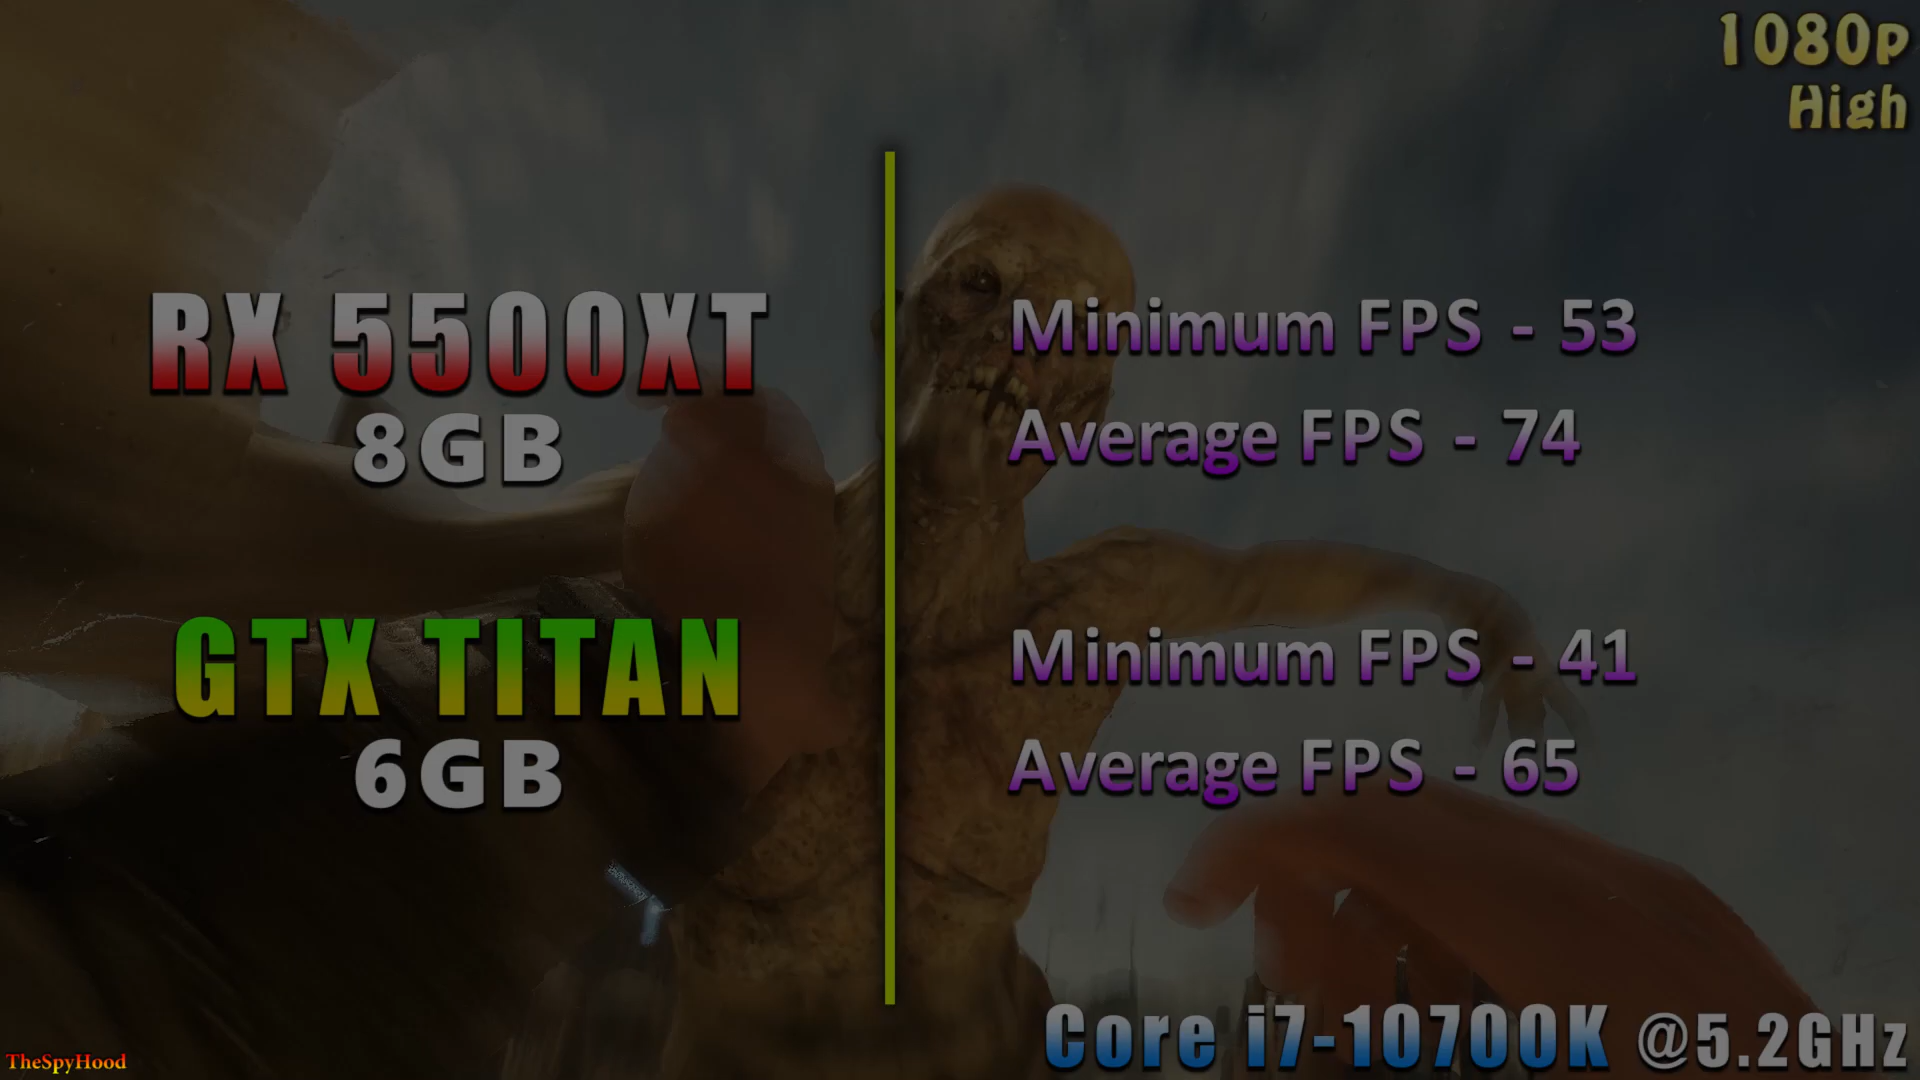 1080p
High
RX 5500XT
8GB
Minimum FPS - 53
Average FPS - 74
GTX TITAN
6GB
Minimum FPS - 41
Average FPS - 65
Core i7-10700K @5.2GHz
TheSpyHood